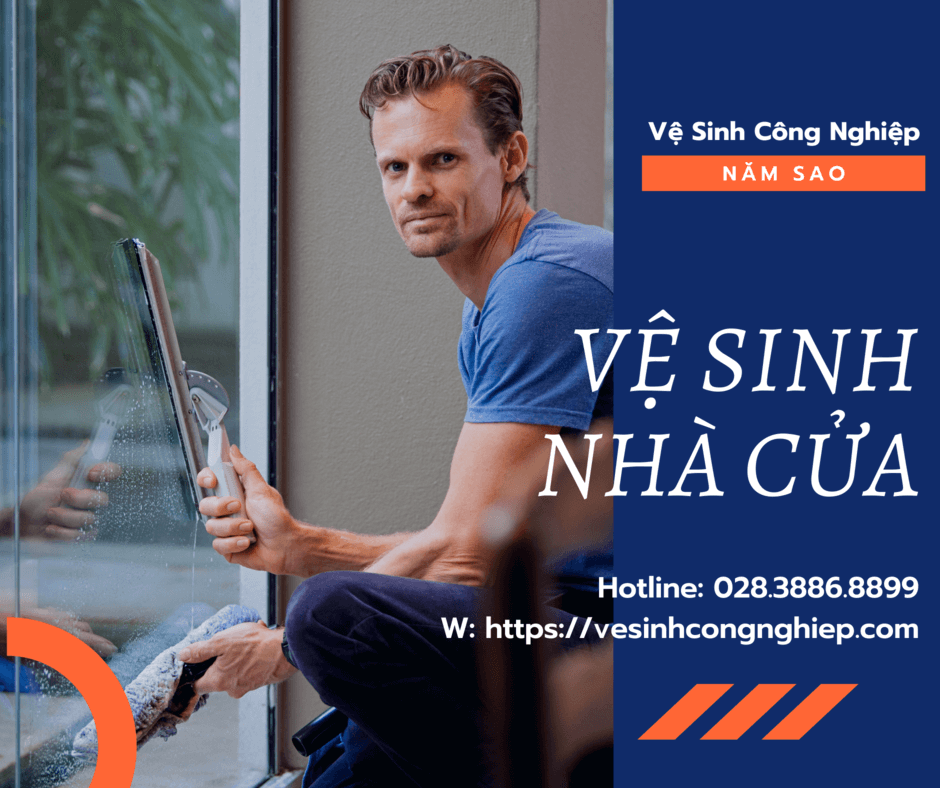 Vệ Sinh Công Nghiệp
NĂM SAO
VỆ SINH
NHÀ CỬA
Hotline: 028.3886.8899
W: https://vesinhcongnghiep.com